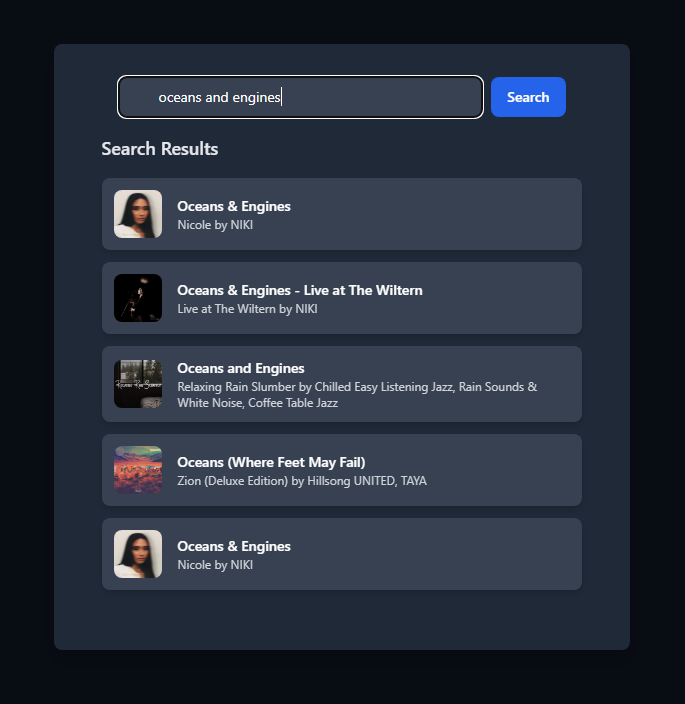 oceans and engines
Search
Search Results
Oceans & Engines
Nicole by NIKI
Oceans & Engines - Live at The Wiltern
Live at The Wiltern by NIKI
Oceans and Engines
Relaxing Rain Slumber by Chilled Easy Listening Jazz, Rain Sounds &
White Noise, Coffee Table Jazz
Oceans (Where Feet May Fail)
Zion (Deluxe Edition) by Hillsong UNITED, TAYA
Oceans & Engines
Nicole by NIKI